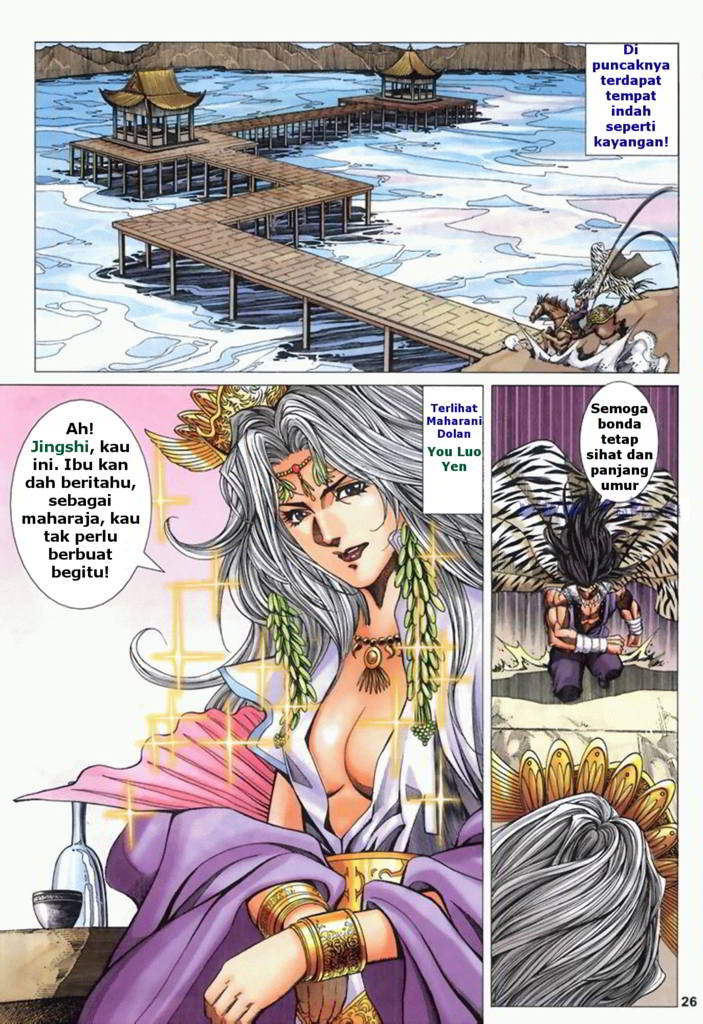 Di
puncaknya
terdapat
tempat
indah
seperti
kayangan!
Ah!
Jingshi, kau
ini. Ibu kan
dah beritahu,
sebagai
maharaja, kau
tak perlu
berbuat
begitu!
Terlihat
Maharani
Dolan
You Luo
Yen
Semoga
bonda
tetap
sihat dan
panjang
umur
26